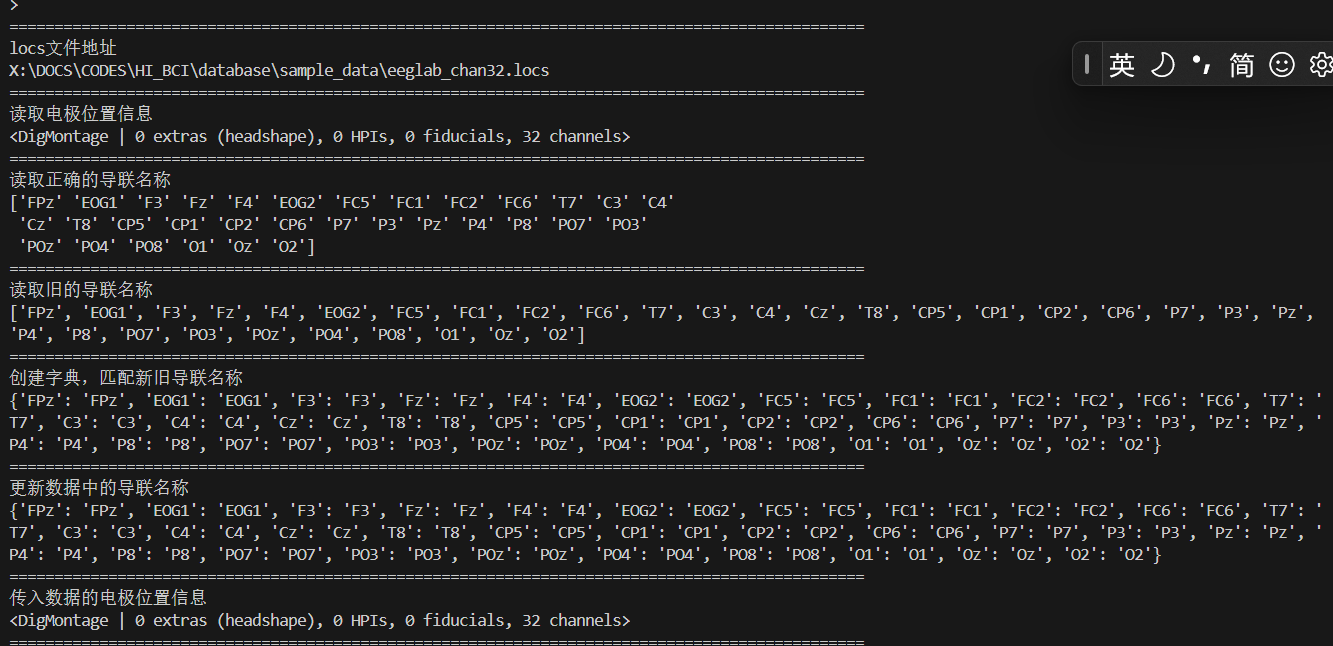 >
===============================================================================================
locs文件地址
X:\DOCS\CODES\HI_BCI\database\sample_data\eeglab_chan32.locs
===============================================================================================
读取电极位置信息
<DigMontage | 0 extras (headshape), 0 HPIs, 0 fiducials, 32 channels>
===============================================================================================
读取正确的导联名称
['FPz' 'EOG1' 'F3' 'Fz' 'F4' 'EOG2' 'FC5' 'FC1' 'FC2' 'FC6' 'T7' 'C3' 'C4'
'Cz' 'T8' 'CP5' 'CP1' 'CP2' 'CP6' 'P7' 'P3' 'Pz' 'P4' 'P8' 'PO7' 'PO3'
'POz' 'PO4' 'PO8' 'O1' 'Oz' 'O2']
===============================================================================================
读取旧的导联名称
['FPz', 'EOG1', 'F3', 'Fz', 'F4', 'EOG2', 'FC5', 'FC1', 'FC2', 'FC6', 'T7', 'C3', 'C4', 'Cz', 'T8', 'CP5', 'CP1', 'CP2', 'CP6', 'P7', 'P3', 'Pz',
'P4', 'P8', 'PO7', 'PO3', 'POz', 'PO4', 'PO8', 'O1', 'Oz', 'O2']
===============================================================================================
创建字典，匹配新旧导联名称
{'FPz': 'FPz', 'EOG1': 'EOG1', 'F3': 'F3', 'Fz': 'Fz', 'F4': 'F4', 'EOG2': 'EOG2', 'FC5': 'FC5', 'FC1': 'FC1', 'FC2': 'FC2', 'FC6': 'FC6', 'T7': '
T7', 'C3': 'C3', 'C4': 'C4', 'Cz': 'Cz', 'T8': 'T8', 'CP5': 'CP5', 'CP1': 'CP1', 'CP2': 'CP2', 'CP6': 'CP6', 'P7': 'P7', 'P3': 'P3', 'Pz': 'Pz', '
P4': 'P4', 'P8': 'P8', 'PO7': 'PO7', 'PO3': 'PO3', 'POz': 'POz', 'PO4': 'PO4', 'PO8': 'PO8', 'O1': 'O1', 'Oz': 'Oz', 'O2': 'O2'}
===============================================================================================
更新数据中的导联名称
{'FPz': 'FPz', 'EOG1': 'EOG1', 'F3': 'F3', 'Fz': 'Fz', 'F4': 'F4', 'EOG2': 'EOG2', 'FC5': 'FC5', 'FC1': 'FC1', 'FC2': 'FC2', 'FC6': 'FC6', 'T7': '
T7', 'C3': 'C3', 'C4': 'C4', 'Cz': 'Cz', 'T8': 'T8', 'CP5': 'CP5', 'CP1': 'CP1', 'CP2': 'CP2', 'CP6': 'CP6', 'P7': 'P7', 'P3': 'P3', 'Pz': 'Pz', '
P4': 'P4', 'P8': 'P8', 'PO7': 'PO7', 'PO3': 'PO3', 'POz': 'POz', 'PO4': 'PO4', 'PO8': 'PO8', 'O1': 'O1', 'Oz': 'Oz', 'O2': 'O2'}
===============================================================================================
传入数据的电极位置信息
<DigMontage | 0 extras (headshape), 0 HPIs, 0 fiducials, 32 channels>
===============================================================================================
英 简